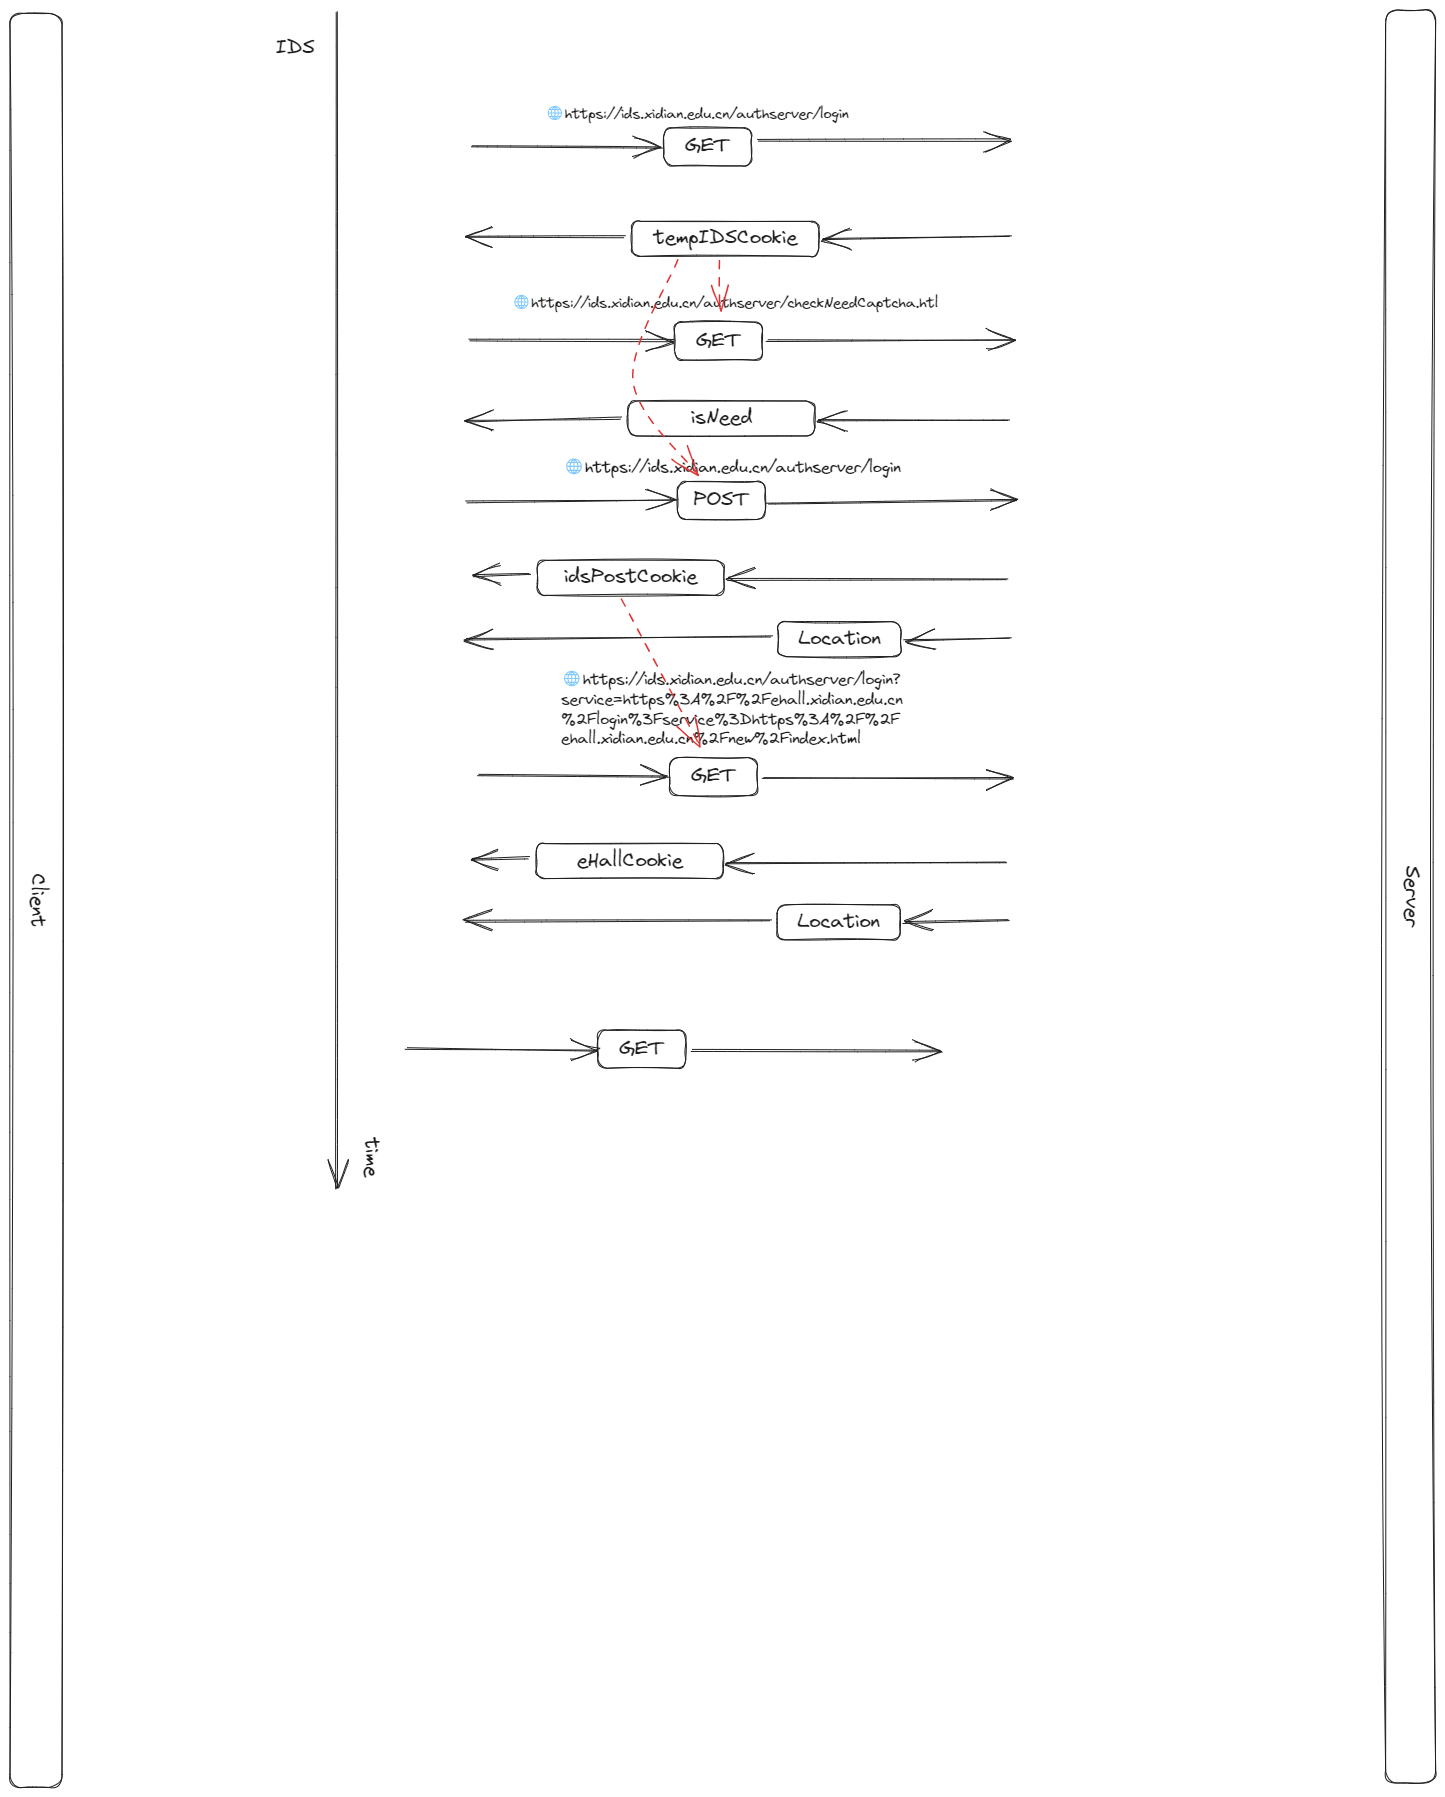 IDS
https://ids.xidian.edu.cn/authserver/login
GET
tempIDSCookie
https://ids.xidian.edu.cn/authserver/checkNeedCaptcha.htl
GET
isNeed
https://ids.xidian.edu.cn/authserver/login
POST
idsPostCookie
Location
https://ids.xidian.edu.cn/authserver/login?
service=https%3A%2F%2Fehall.xidian.edu.cn
%2Flogin%3Fservice%3Dhttps%3A%2F%2F
ehall.xidian.edu.cn%2Fnew%2Findex.html
GET
eHallCookie
Client
Server
Location
GET
time